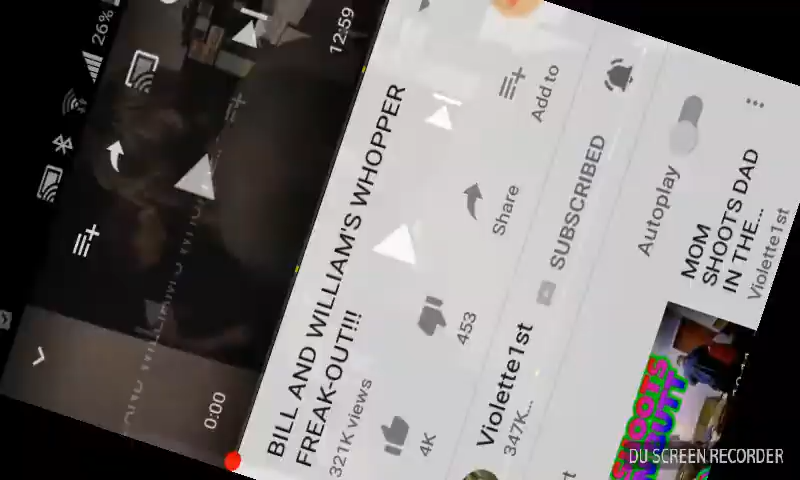 26%
12:59
0:00
BILL AND WILLIAM'S WHOPPER
FREAK-OUT!!!
321K views
4K
453
Share
Add to
Violette1st
347K...
SUBSCRIBED
Autoplay
MOM
SHOOTS DAD
IN THE...
Violette1st
SHOOTS
DU SCREEN RECORDER